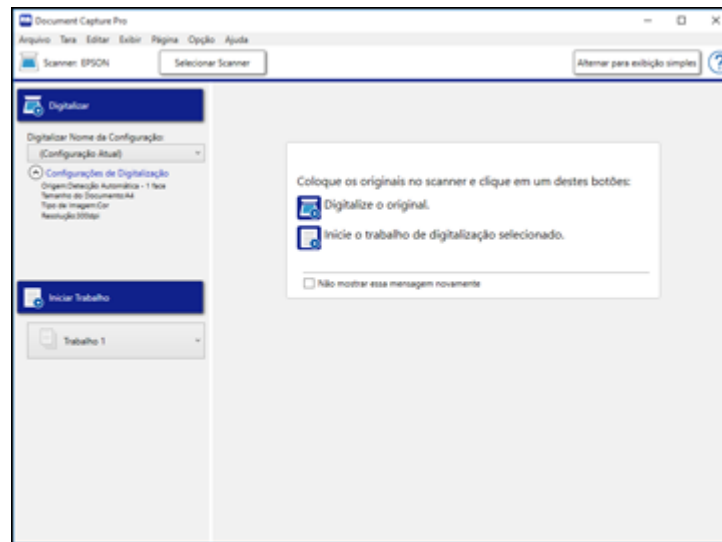 Document Capture Pro
Arquivo Tara Editar Exibir Página Opção Ajuda
Scanner: EPSON
Selecionar Scanner
Alternar para exibição simples
?
Digitalizar
Digitalizar Nome da Configuração:
(Configuração Atual)
Configurações de Digitalização
Origem:Detecção Automática - 1 face
Tamanho do Documento:A4
Tipo de Imagem:Cor
Resolução:300dpi
Coloque os originais no scanner e clique em um destes botões:
Digitalize o original.
Inicie o trabalho de digitalização selecionado.
Não mostrar essa mensagem novamente
Iniciar Trabalho
Trabalho 1